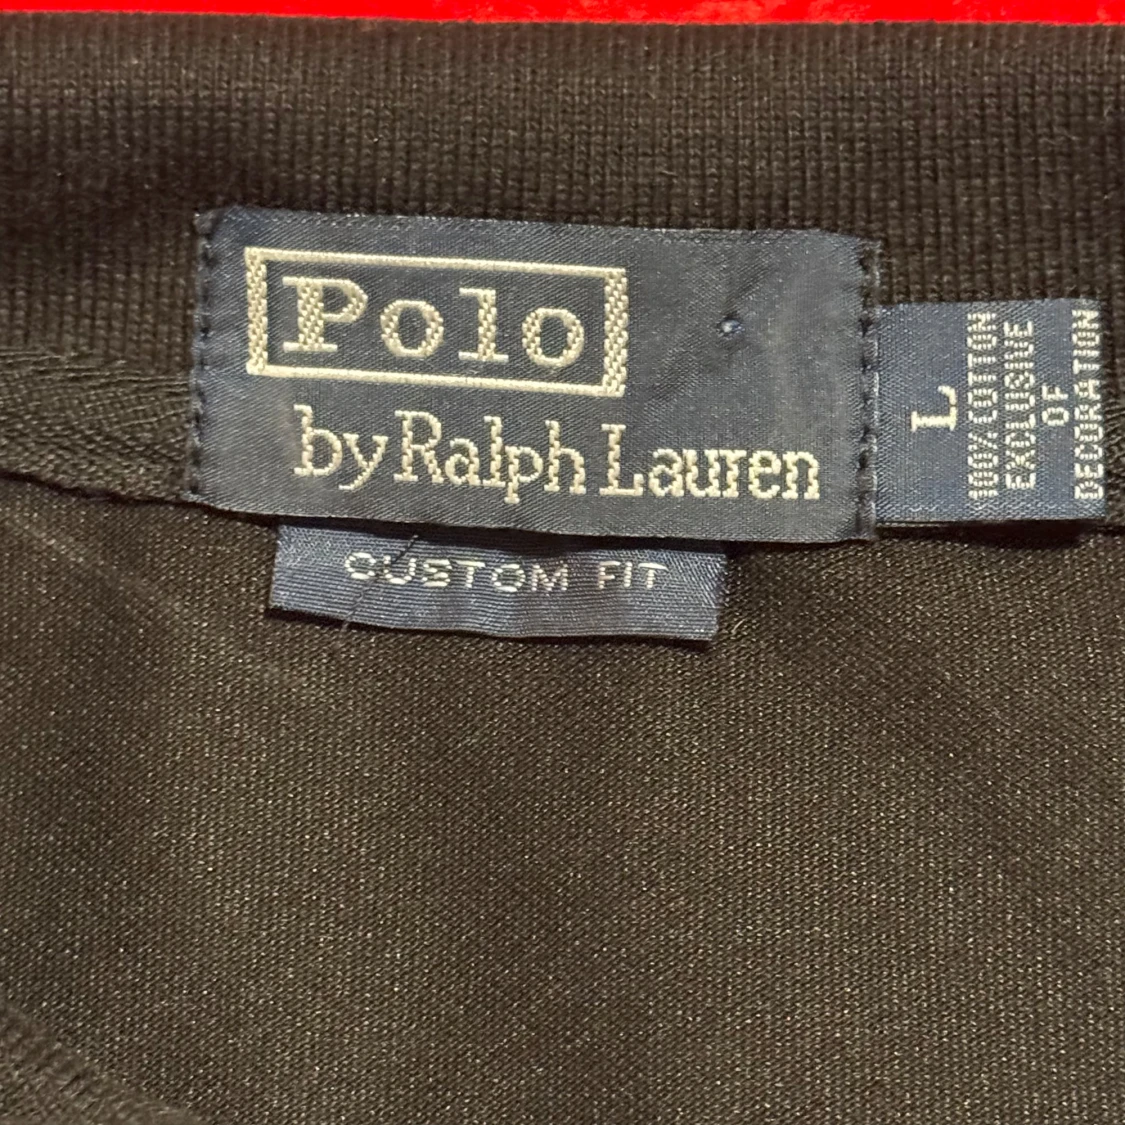 Polo
by Ralph Lauren
CUSTOM FIT
L
100% COTTON
EXCLUSIVE
OF
DECORATION